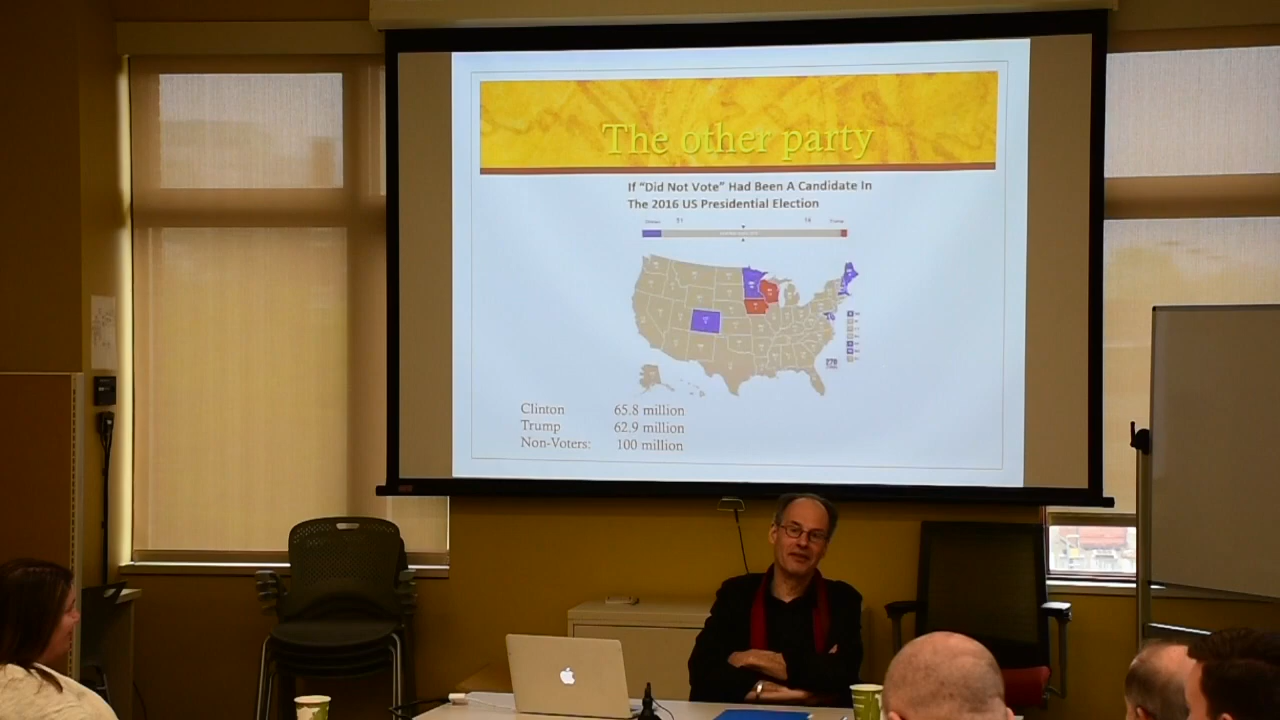 The other party
If "Did Not Vote" Had Been A Candidate In
The 2016 US Presidential Election
Clinton 65.8 million
Trump 62.9 million
Non-Voters: 100 million